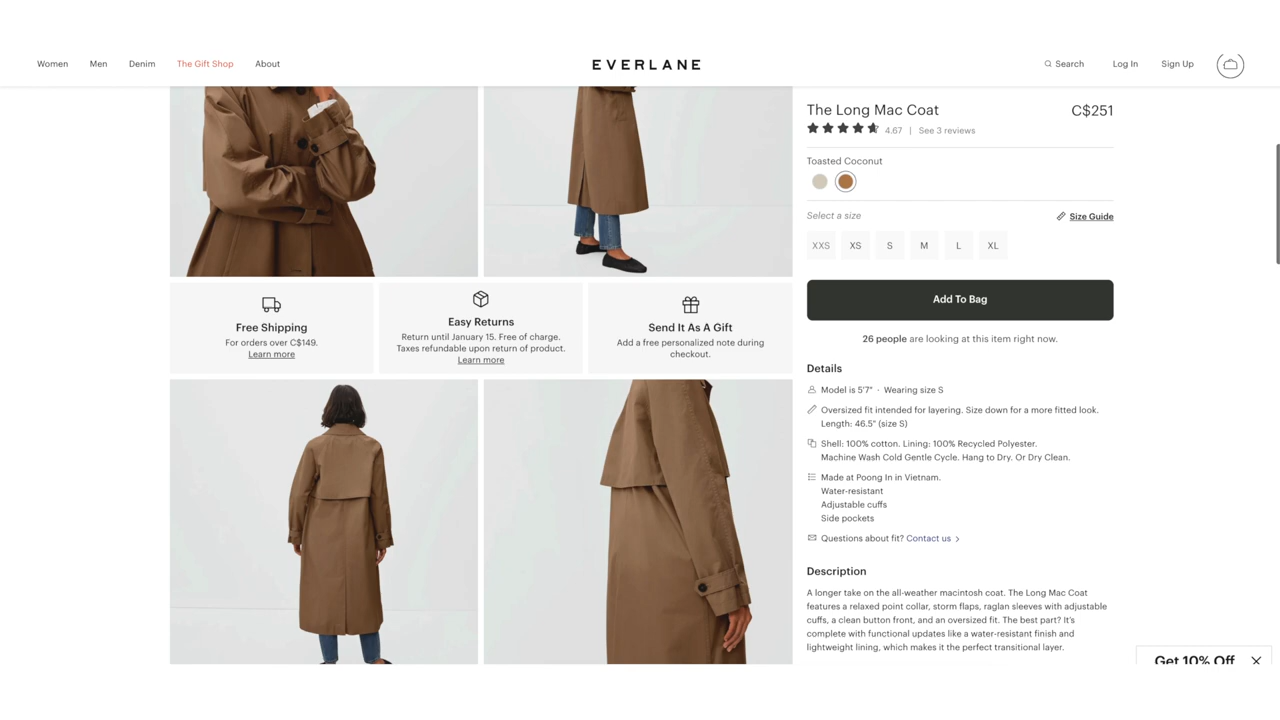 Women
Men
Denim
The Gift Shop
About
EVERLANE
Search
Log In
Sign Up
The Long Mac Coat
C$251
4.67 | See 3 reviews
Toasted Coconut
Select a size
Size Guide
XXS
XS
S
M
L
XL
Add To Bag
26 people are looking at this item right now.
Free Shipping
For orders over C$149.
Learn more
Easy Returns
Return until January 15. Free of charge.
Taxes refundable upon return of product.
Learn more
Send It As A Gift
Add a free personalized note during
checkout.
Details
Model is 5'7" · Wearing size S
Oversized fit intended for layering. Size down for a more fitted look.
Length: 46.5" (size S)
Shell: 100% cotton. Lining: 100% Recycled Polyester.
Machine Wash Cold Gentle Cycle. Hang to Dry. Or Dry Clean.
Made at Poong In in Vietnam.
Water-resistant
Adjustable cuffs
Side pockets
Questions about fit? Contact us
Description
A longer take on the all-weather macintosh coat. The Long Mac Coat
features a relaxed point collar, storm flaps, raglan sleeves with adjustable
cuffs, a clean button front, and an oversized fit. The best part? It's
complete with functional updates like a water-resistant finish and
lightweight lining, which makes it the perfect transitional layer.
Get 10% Off